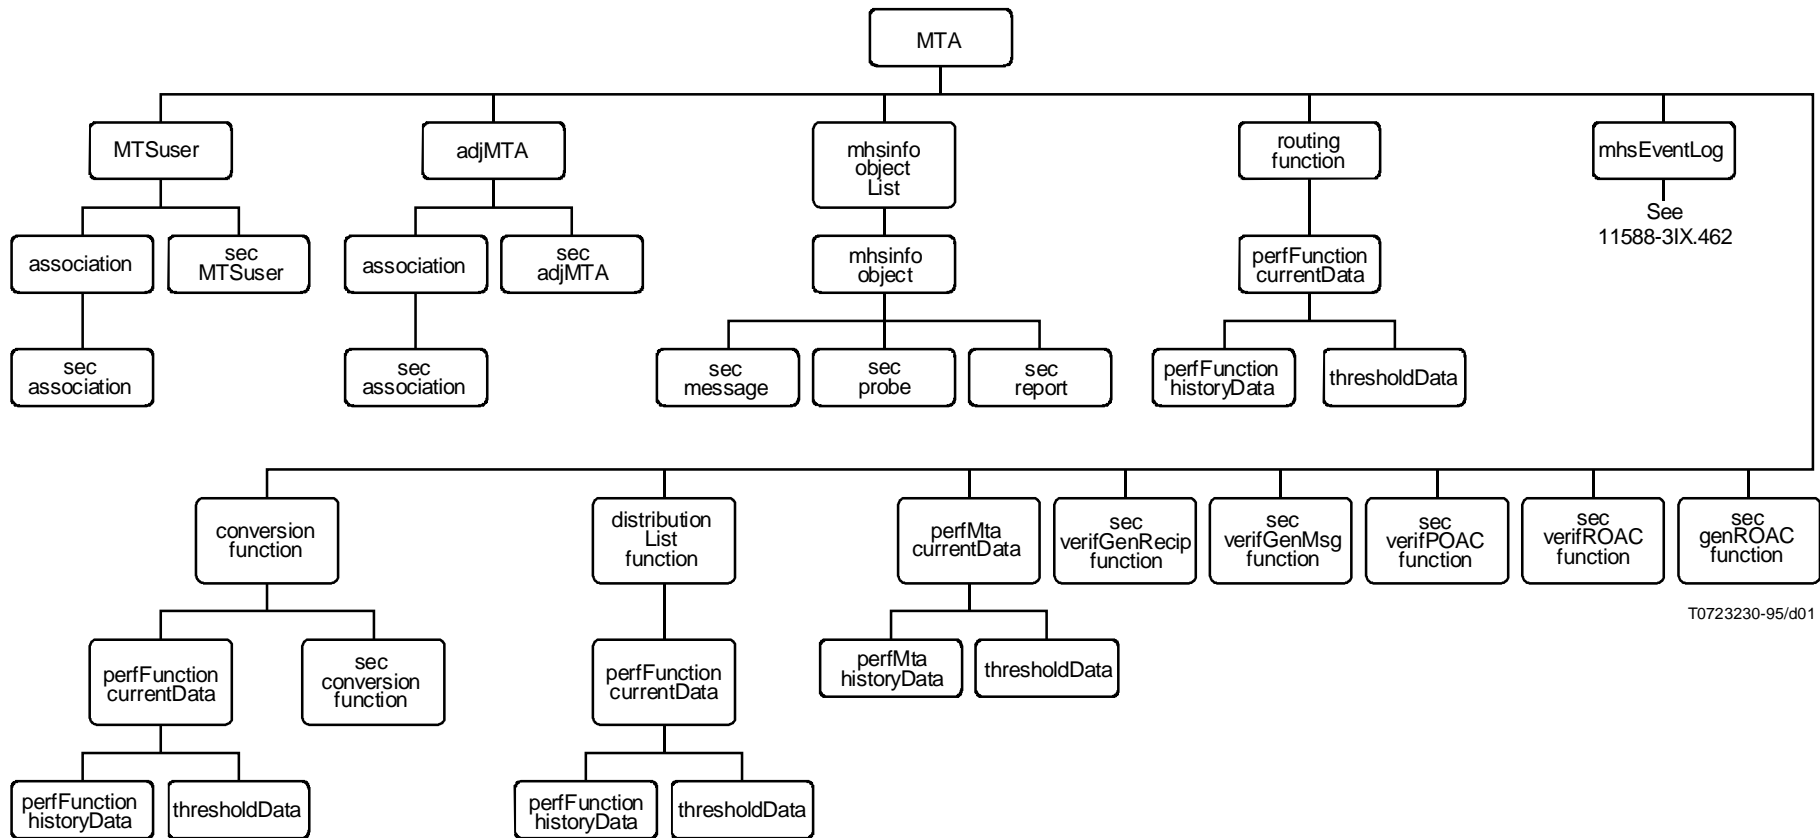 MTA
MTSuser
adjMTA
mhsinfo
object
List
routing
function
mhsEventLog
See
11588-3IX.462
association
sec
MTSuser
association
sec
adjMTA
mhsinfo
object
perfFunction
currentData
sec
association
sec
association
sec
message
sec
probe
sec
report
perfFunction
historyData
thresholdData
conversion
function
distribution
List
function
perfMta
currentData
sec
verifGenRecip
function
sec
verifGenMsg
function
sec
verifPOAC
function
sec
verifROAC
function
sec
genROAC
function
T0723230-95/d01
perfFunction
currentData
sec
conversion
function
perfFunction
currentData
perfMta
historyData
thresholdData
perfFunction
historyData
thresholdData
perfFunction
historyData
thresholdData